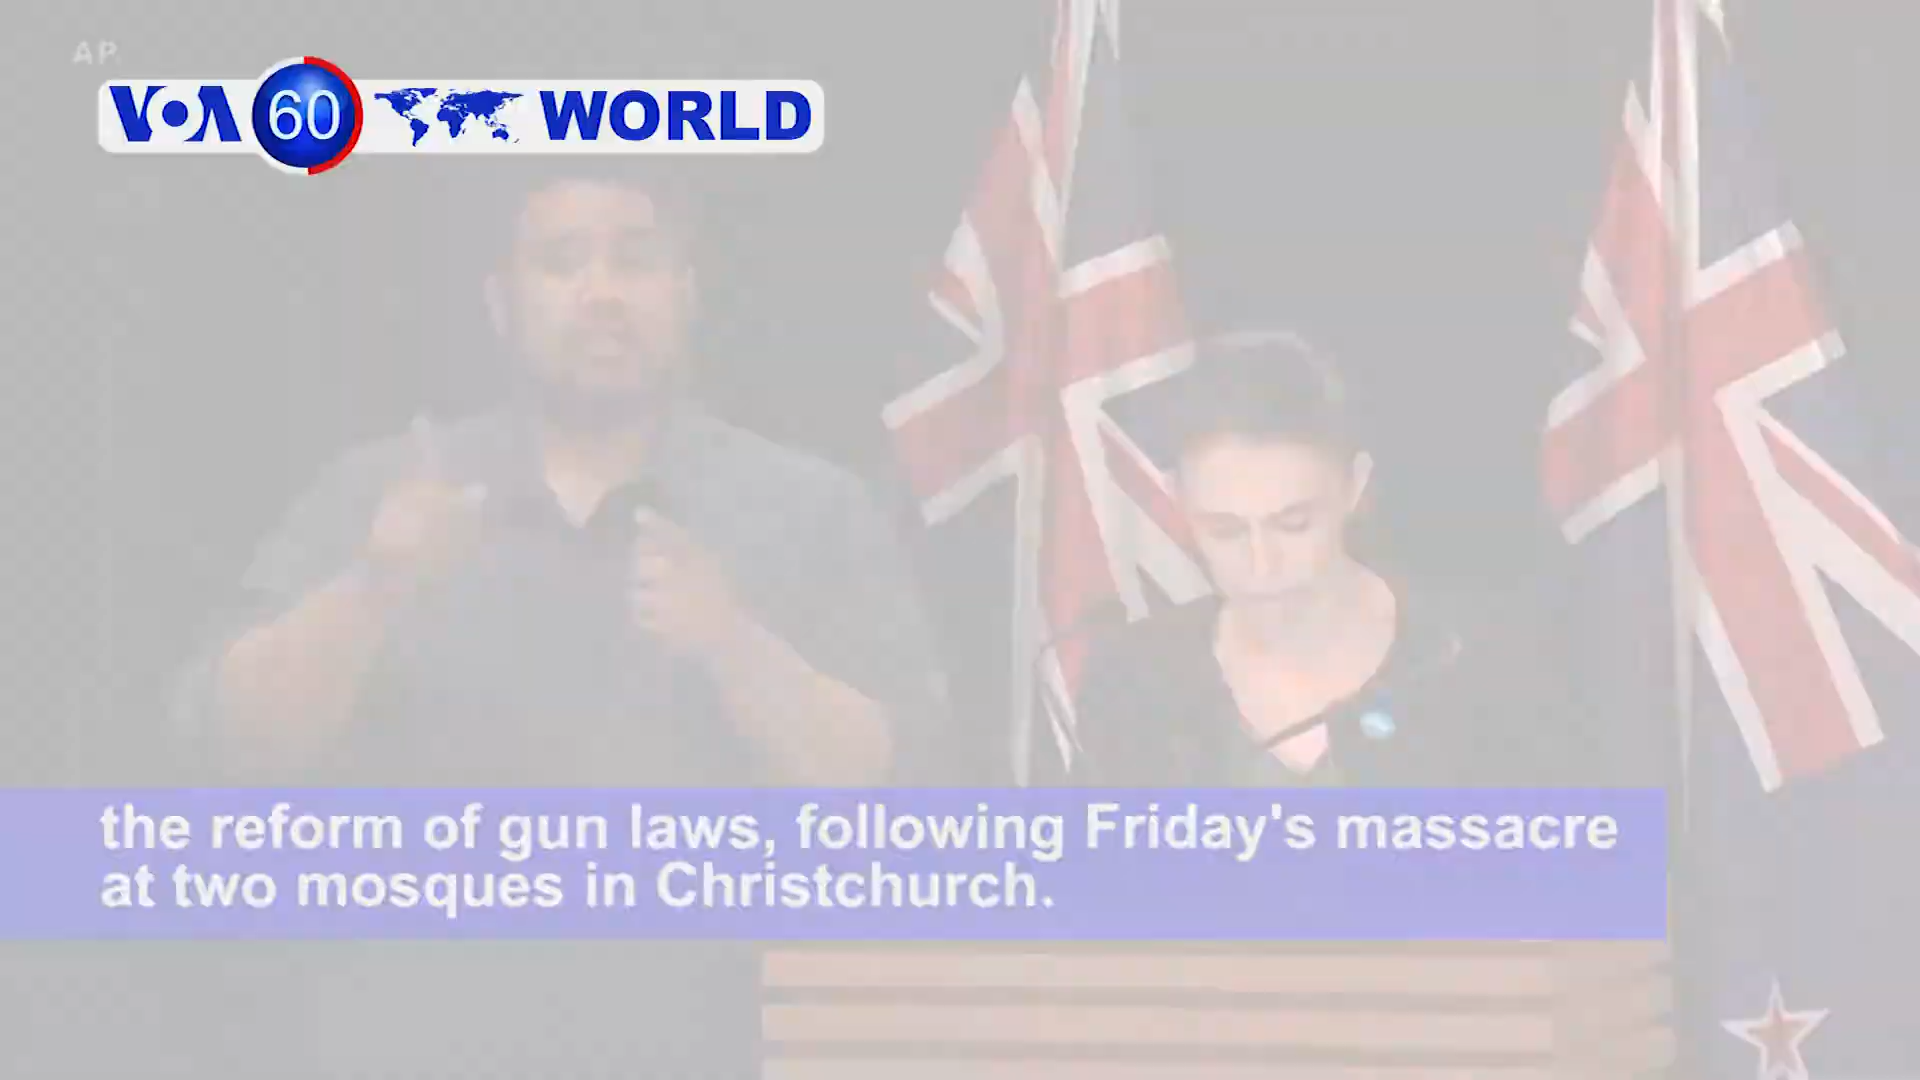 AP
VOA 60 WORLD
the reform of gun laws, following Friday's massacre
at two mosques in Christchurch.